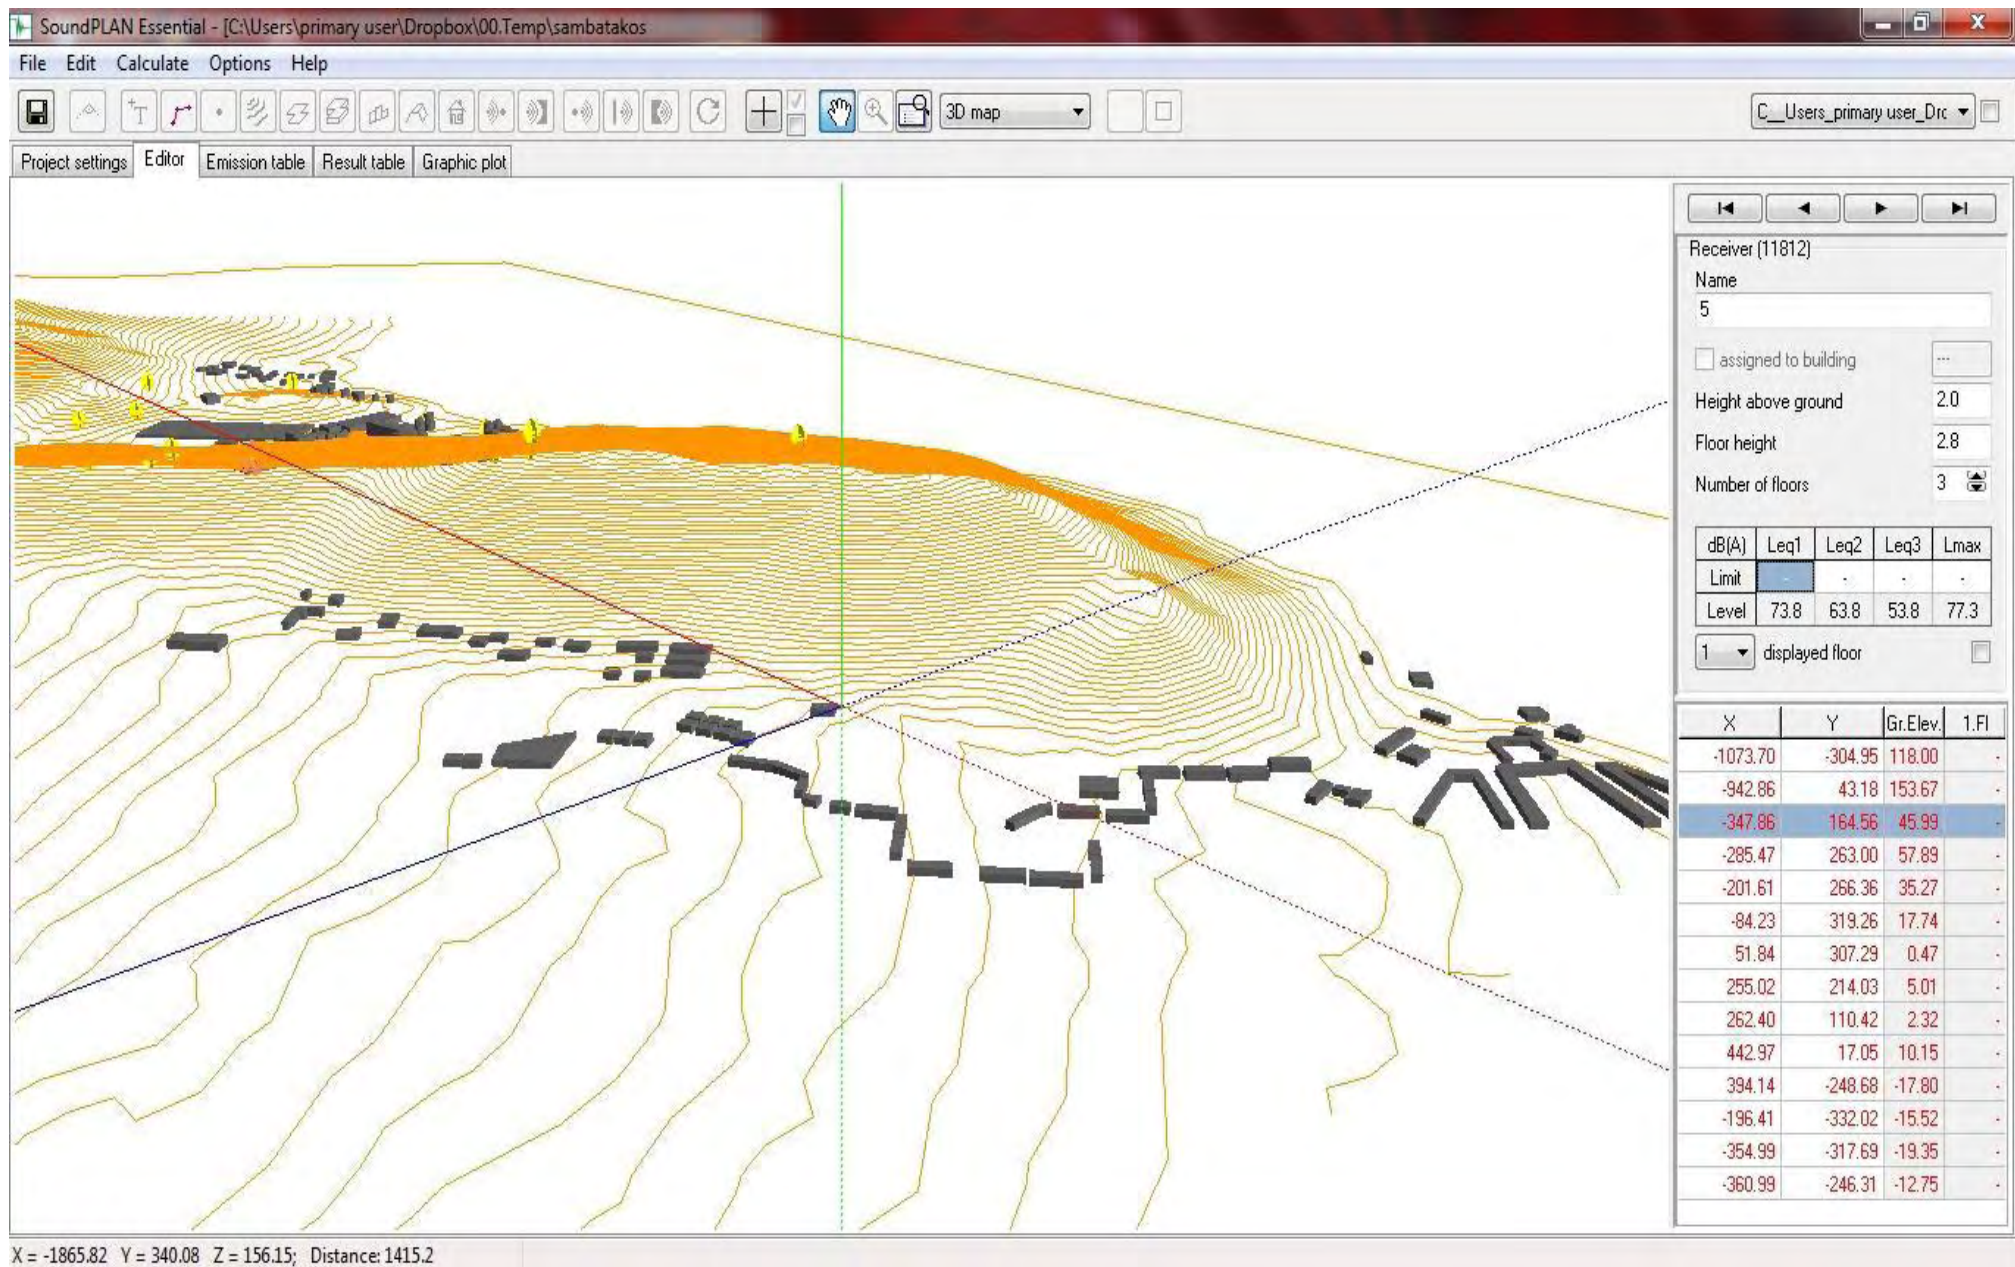 SoundPLAN Essential - [C:\Users\primary user\Dropbox\00.Temp\sambatakos
File Edit Calculate Options Help
+T 3D map C__Users_primary user_Drc
Project settings Editor Emission table Result table Graphic plot
Receiver (11812)
Name
5
assigned to building ...
Height above ground 2.0
Floor height 2.8
Number of floors 3
dB(A) Leq1 Leq2 Leq3 Lmax
Limit - - - -
Level 73.8 63.8 53.8 77.3
1 displayed floor
X Y Gr.Elev. 1.Fl
-1073.70 -304.95 118.00 -
-942.86 43.18 153.67 -
-347.86 164.56 45.99 -
-285.47 263.00 57.89 -
-201.61 266.36 35.27 -
-84.23 319.26 17.74 -
51.84 307.29 0.47 -
255.02 214.03 5.01 -
262.40 110.42 2.32 -
442.97 17.05 10.15 -
394.14 -248.68 -17.80 -
-196.41 -332.02 -15.52 -
-354.99 -317.69 -19.35 -
-360.99 -246.31 -12.75 -
X = -1865.82 Y = 340.08 Z = 156.15; Distance: 1415.2